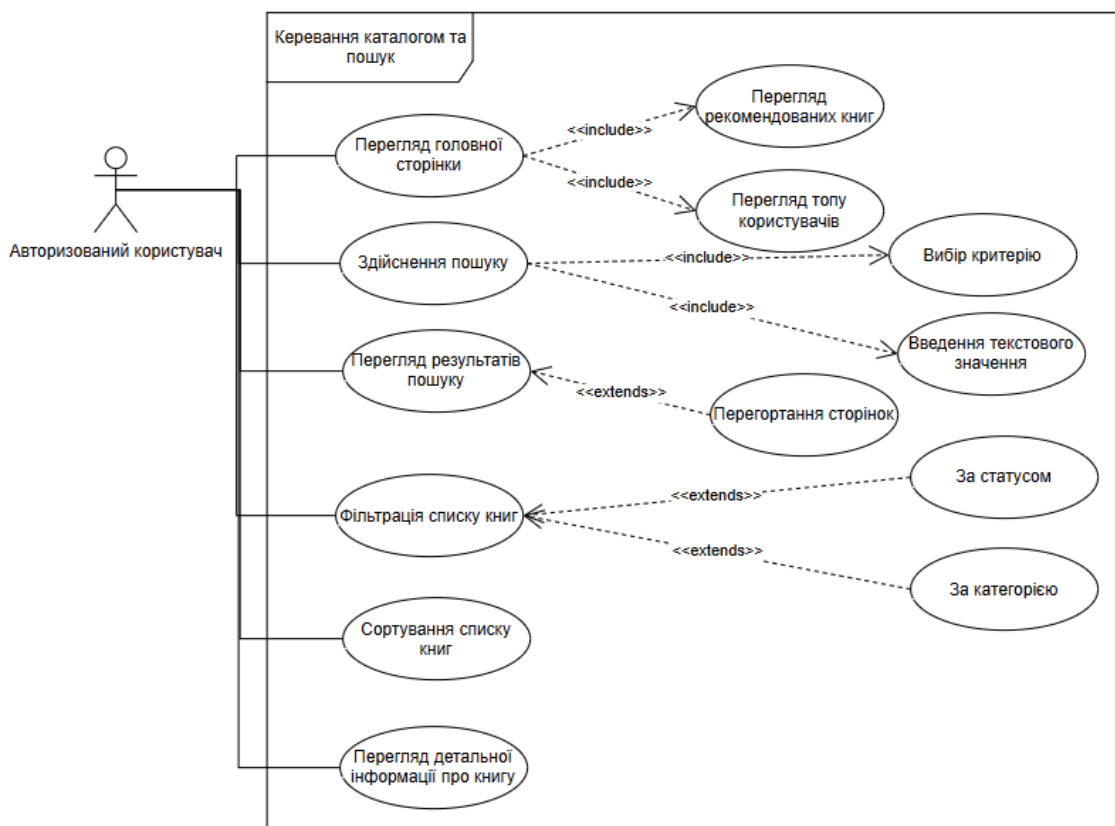 Керевання каталогом та
пошук
Перегляд
рекомендованих книг
<<include>>
Перегляд головної
сторінки
<<include>>
Перегляд топу
користувачів
Авторизований користувач
Здійснення пошуку
<<include>>
Вибір критерію
<<include>>
Введення текстового
значення
Перегляд результатів
пошуку
<<extends>>
Перегортання сторінок
За статусом
<<extends>>
Фільтрація списку книг
<<extends>>
За категорією
Сортування списку
книг
Перегляд детальної
інформації про книгу